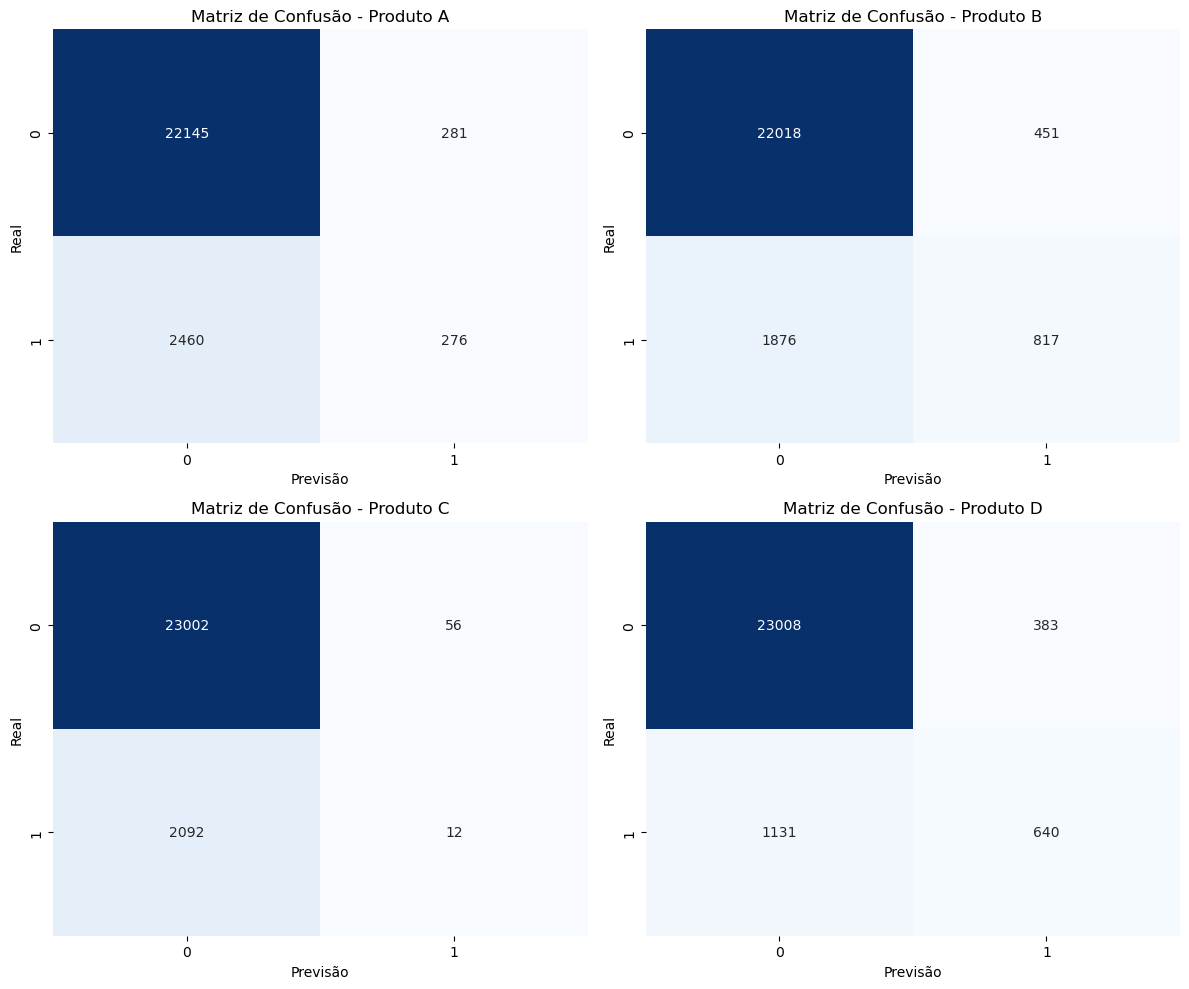 Matriz de Confusão - Produto A
0
22145
281
Real
1
2460
276
0
1
Previsão
Matriz de Confusão - Produto B
0
22018
451
Real
1
1876
817
0
1
Previsão
Matriz de Confusão - Produto C
0
23002
56
Real
1
2092
12
0
1
Previsão
Matriz de Confusão - Produto D
0
23008
383
Real
1
1131
640
0
1
Previsão